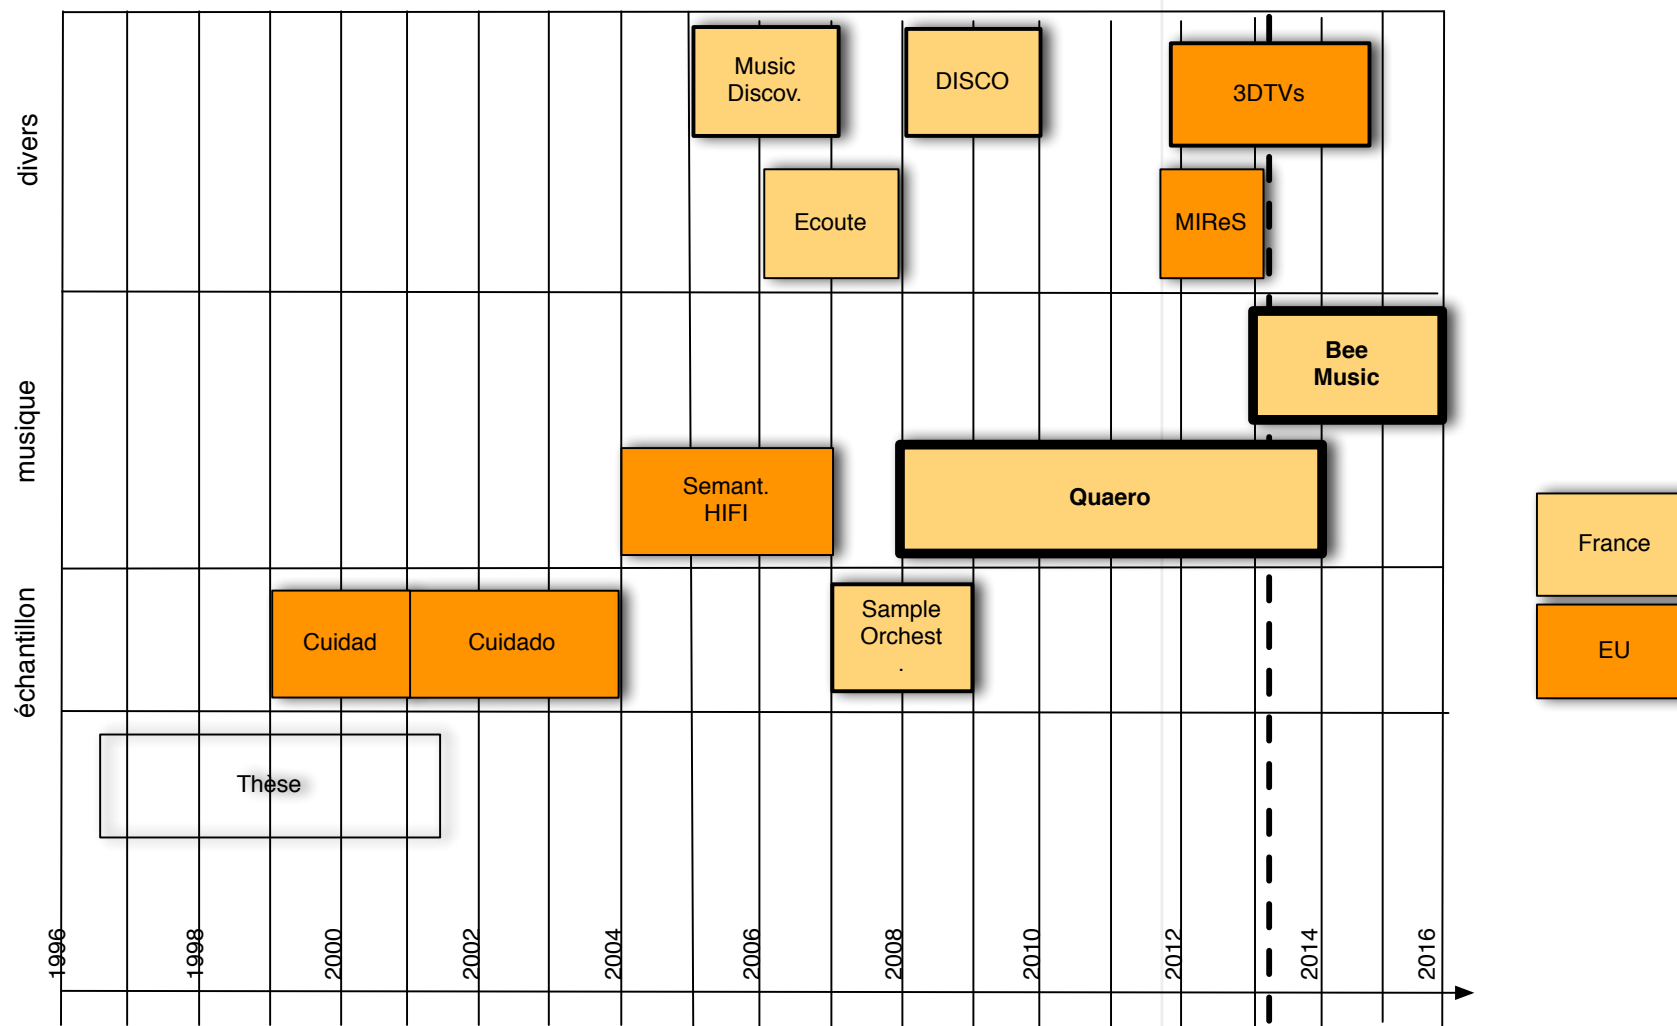 divers
Music
Discov.
DISCO
3DTVs
Ecoute
MIReS
musique
Bee
Music
Semant.
HIFI
Quaero
France
échantillon
Cuidad
Cuidado
Sample
Orchest
.
EU
Thèse
1996
1998
2000
2002
2004
2006
2008
2010
2012
2014
2016